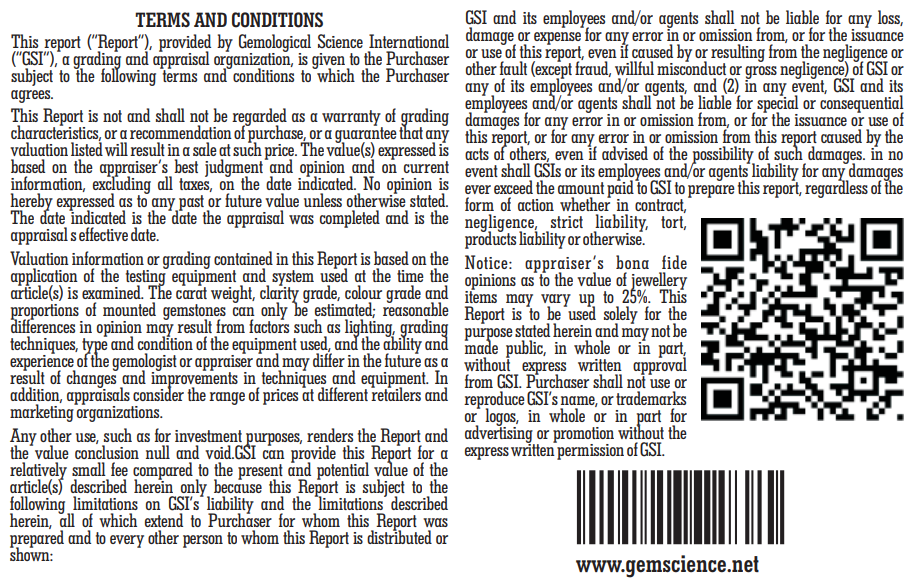 TERMS AND CONDITIONS
This report ("Report"), provided by Gemological Science International
("GSI"), a grading and appraisal organization, is given to the Purchaser
subject to the following terms and conditions to which the Purchaser
agrees.
This Report is not and shall not be regarded as a warranty of grading
characteristics, or a recommendation of purchase, or a guarantee that any
valuation listed will result in a sale at such price. The value(s) expressed is
based on the appraiser's best judgment and opinion and on current
information, excluding all taxes, on the date indicated. No opinion is
hereby expressed as to any past or future value unless otherwise stated.
The date indicated is the date the appraisal was completed and is the
appraisal s effective date.
Valuation information or grading contained in this Report is based on the
application of the testing equipment and system used at the time the
article(s) is examined. The carat weight, clarity grade, colour grade and
proportions of mounted gemstones can only be estimated; reasonable
differences in opinion may result from factors such as lighting, grading
techniques, type and condition of the equipment used, and the ability and
experience of the gemologist or appraiser and may differ in the future as a
result of changes and improvements in techniques and equipment. In
addition, appraisals consider the range of prices at different retailers and
marketing organizations.
Any other use, such as for investment purposes, renders the Report and
the value conclusion null and void.GSI can provide this Report for a
relatively small fee compared to the present and potential value of the
article(s) described herein only because this Report is subject to the
following limitations on GSI's liability and the limitations described
herein, all of which extend to Purchaser for whom this Report was
prepared and to every other person to whom this Report is distributed or
shown:
GSI and its employees and/or agents shall not be liable for any loss,
damage or expense for any error in or omission from, or for the issuance
or use of this report, even if caused by or resulting from the negligence or
other fault (except fraud, willful misconduct or gross negligence) of GSI or
any of its employees and/or agents, and (2) in any event, GSI and its
employees and/or agents shall not be liable for special or consequential
damages for any error in or omission from, or for the issuance or use of
this report, or for any error in or omission from this report caused by the
acts of others, even if advised of the possibility of such damages. in no
event shall GSIs or its employees and/or agents liability for any damages
ever exceed the amount paid to GSI to prepare this report, regardless of the
form of action whether in contract,
negligence, strict liability, tort,
products liability or otherwise.
Notice: appraiser's bona fide
opinions as to the value of jewellery
items may vary up to 25%. This
Report is to be used solely for the
purpose stated herein and may not be
made public, in whole or in part,
without express written approval
from GSI. Purchaser shall not use or
reproduce GSI's name, or trademarks
or logos, in whole or in part for
advertising or promotion without the
express written permission of GSI.
www.gemscience.net